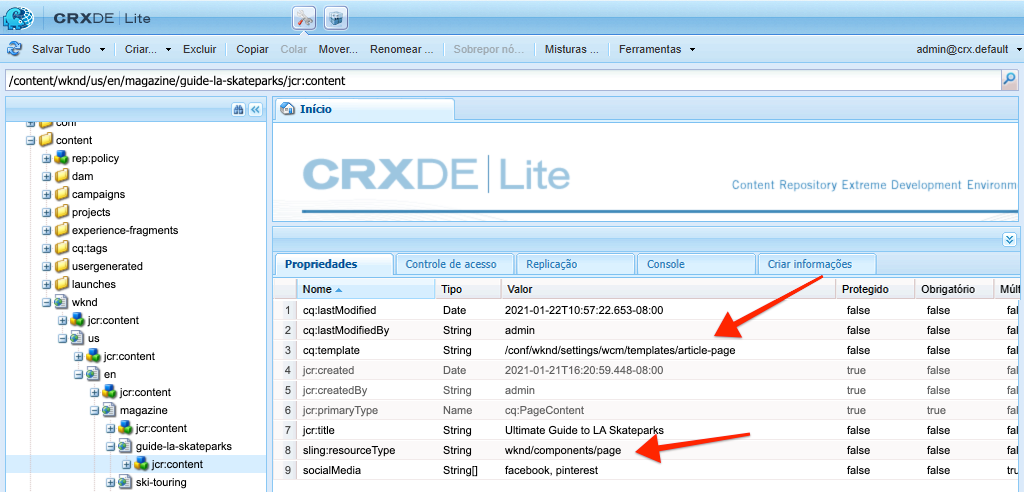 CRXDE | Lite
Salvar Tudo Criar... Excluir Copiar Colar Mover... Renomear ... Sobrepor nó... Misturas ... Ferramentas admin@crx.default
/content/wknd/us/en/magazine/guide-la-skateparks/jcr:content
conf
content
rep:policy
dam
campaigns
projects
experience-fragments
cq:tags
usergenerated
launches
wknd
jcr:content
us
jcr:content
en
jcr:content
magazine
jcr:content
guide-la-skateparks
jcr:content
ski-touring
Início
CRXDE | Lite
Content Repository Extreme Development Environm
Propriedades Controle de acesso Replicação Console Criar informações
Nome Tipo Valor Protegido Obrigatório Múlt
1 cq:lastModified Date 2021-01-22T10:57:22.653-08:00 false false fal
2 cq:lastModifiedBy String admin false false fal
3 cq:template String /conf/wknd/settings/wcm/templates/article-page false false fal
4 jcr:created Date 2021-01-21T16:20:59.448-08:00 true false fal
5 jcr:createdBy String admin true false fal
6 jcr:primaryType Name cq:PageContent true true fal
7 jcr:title String Ultimate Guide to LA Skateparks false false fal
8 sling:resourceType String wknd/components/page false false fal
9 socialMedia String[] facebook, pinterest false false tru